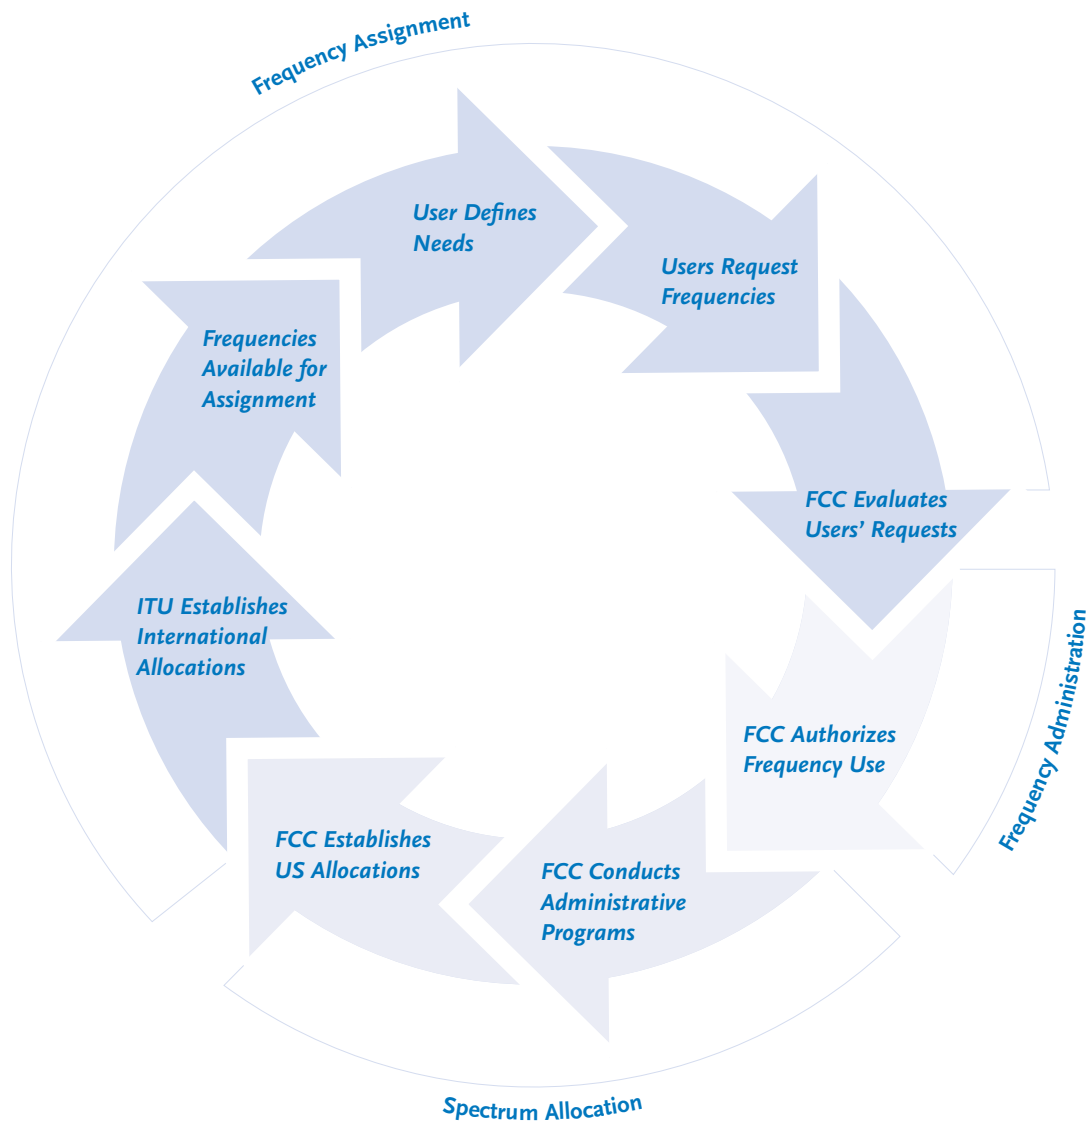 Frequency Assignment
User Defines
Needs
Users Request
Frequencies
Frequencies
Available for
Assignment
FCC Evaluates
Users’ Requests
ITU Establishes
International
Allocations
Frequency Administration
FCC Authorizes
Frequency Use
FCC Establishes
US Allocations
FCC Conducts
Administrative
Programs
Spectrum Allocation